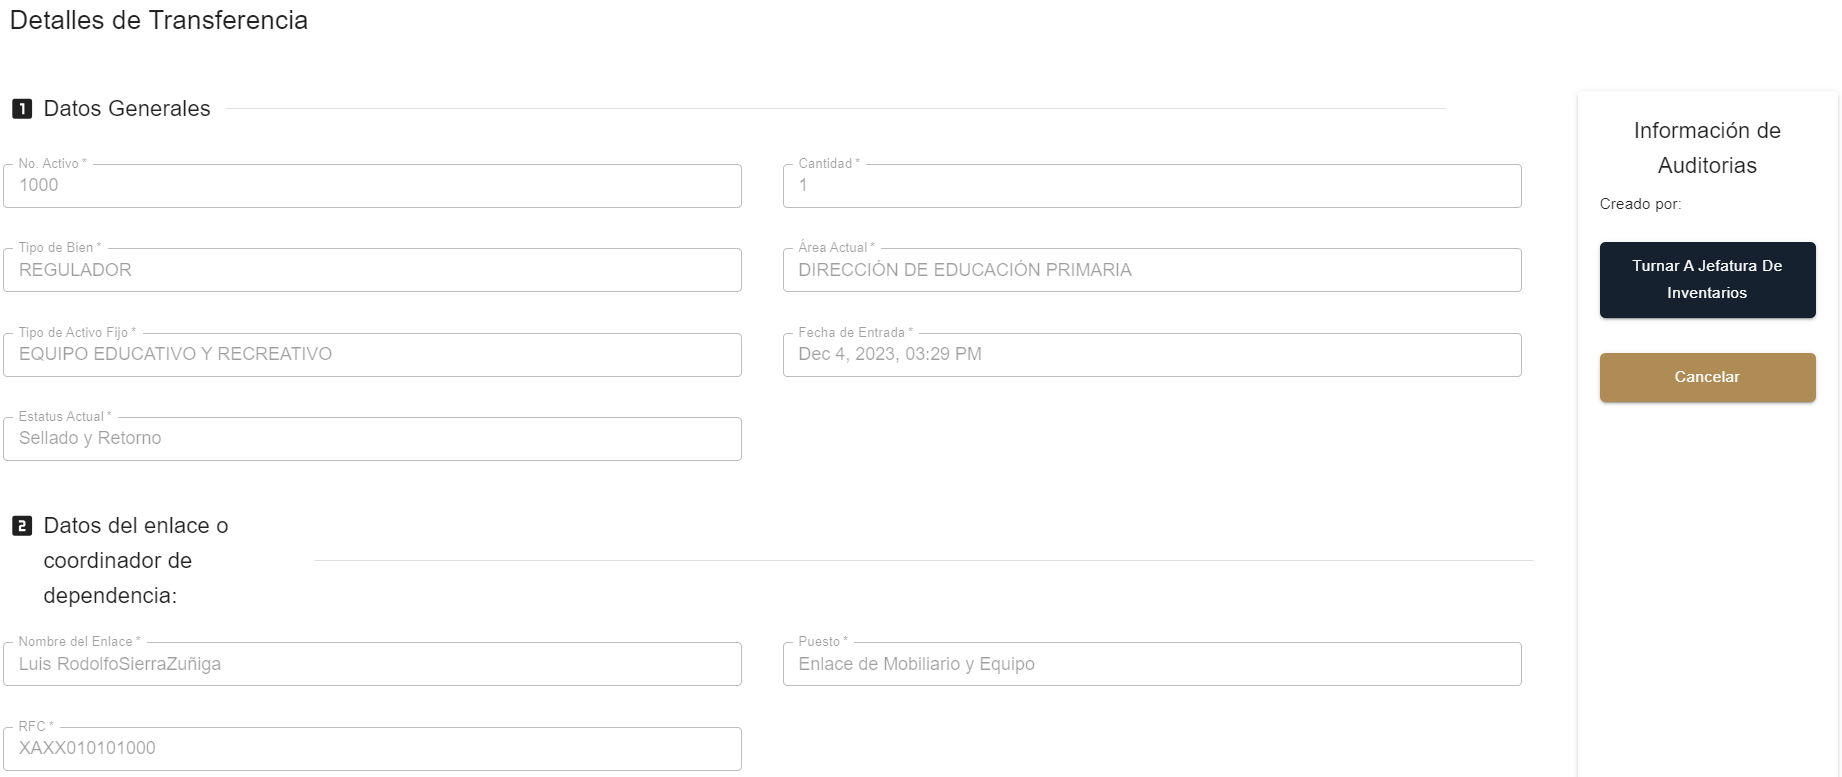 Detalles de Transferencia
1 Datos Generales
No. Activo *
1000
Cantidad *
1
Tipo de Bien *
REGULADOR
Área Actual *
DIRECCIÓN DE EDUCACIÓN PRIMARIA
Tipo de Activo Fijo *
EQUIPO EDUCATIVO Y RECREATIVO
Fecha de Entrada *
Dec 4, 2023, 03:29 PM
Estatus Actual *
Sellado y Retorno
2 Datos del enlace o
coordinador de
dependencia:
Nombre del Enlace *
Luis RodolfoSierraZuñiga
Puesto *
Enlace de Mobiliario y Equipo
RFC *
XAXX010101000
Información de
Auditorias
Creado por:
Turnar A Jefatura De
Inventarios
Cancelar